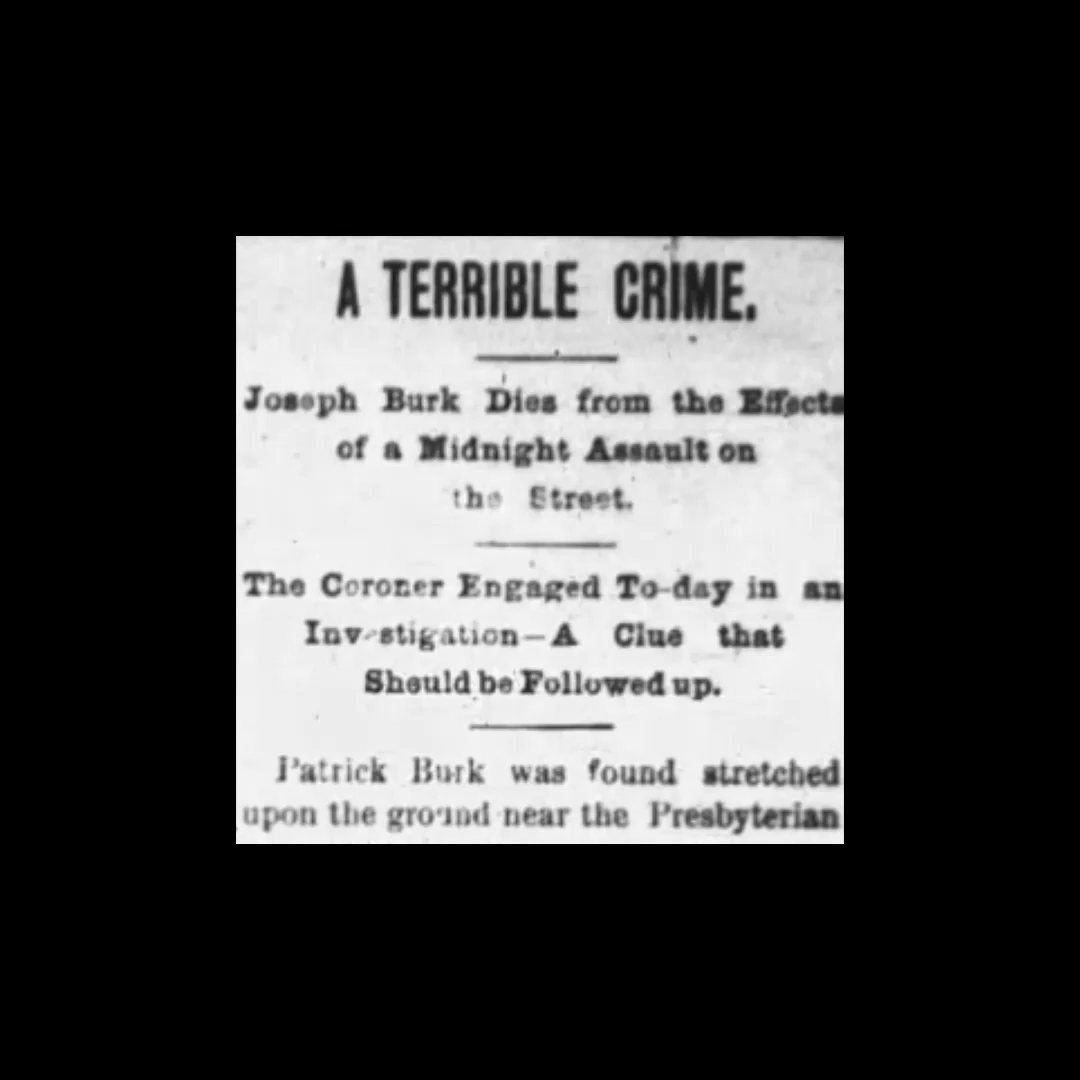 A TERRIBLE CRIME.
Joseph Burk Dies from the Effects
of a Midnight Assault on
the Street.
The Coroner Engaged To-day in an
Investigation—A Clue that
Should be Followed up.
Patrick Burk was found stretched
upon the ground near the Presbyterian